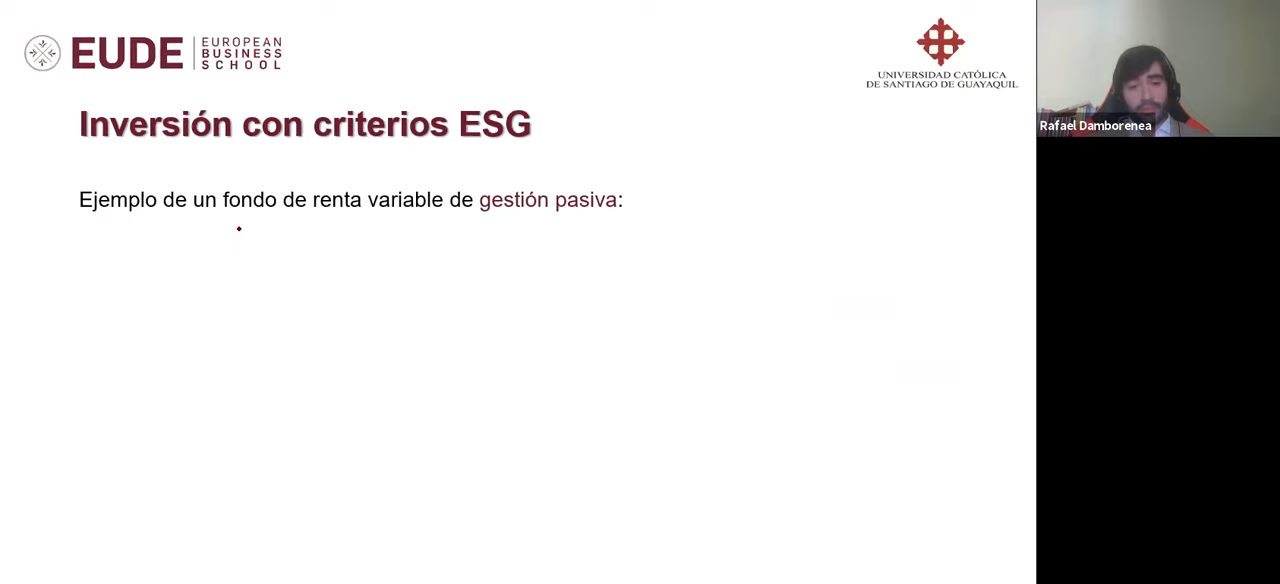 EUDE
EUROPEAN
BUSINESS
SCHOOL
UNIVERSIDAD CATÓLICA
DE SANTIAGO DE GUAYAQUIL
Inversión con criterios ESG
Ejemplo de un fondo de renta variable de gestión pasiva:
Rafael Damborenea